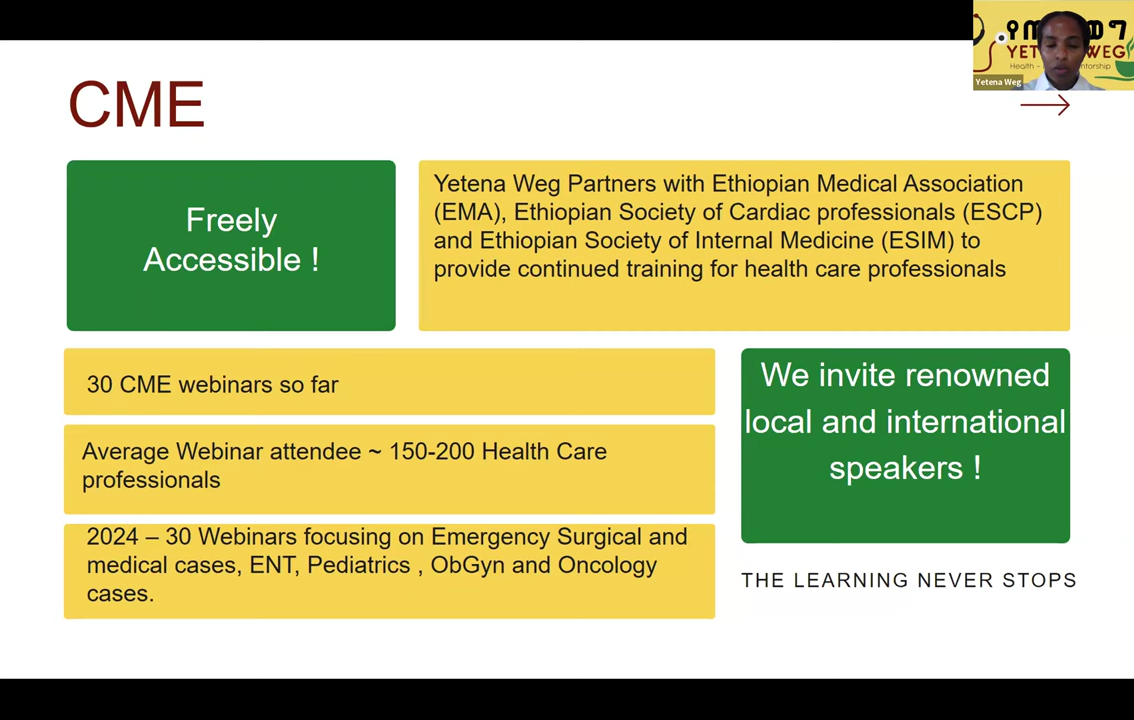 CME
Freely
Accessible !
Yetena Weg Partners with Ethiopian Medical Association
(EMA), Ethiopian Society of Cardiac professionals (ESCP)
and Ethiopian Society of Internal Medicine (ESIM) to
provide continued training for health care professionals
30 CME webinars so far
Average Webinar attendee ~ 150-200 Health Care
professionals
2024 – 30 Webinars focusing on Emergency Surgical and
medical cases, ENT, Pediatrics , ObGyn and Oncology
cases.
We invite renowned
local and international
speakers !
THE LEARNING NEVER STOPS
WEG
Health -
Yetena Weg